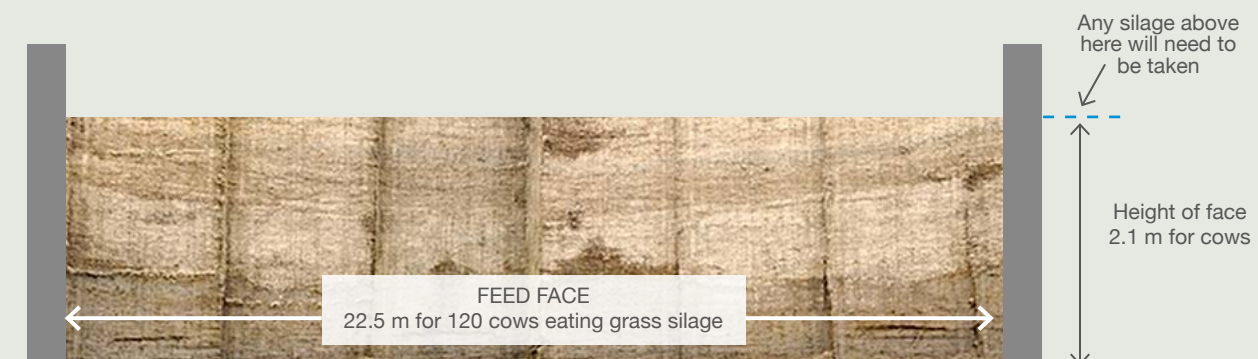 Any silage above
here will need to
be taken
Height of face
2.1 m for cows
FEED FACE
22.5 m for 120 cows eating grass silage